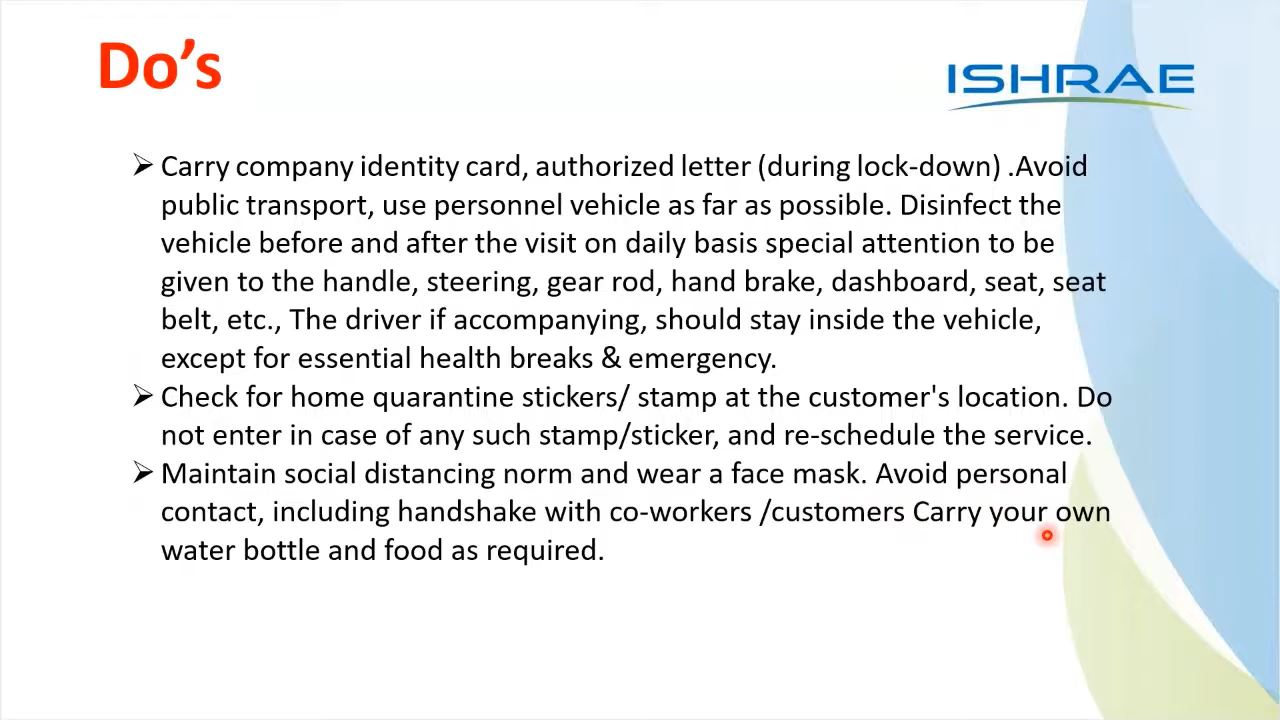 Do’s
ISHRAE
➢ Carry company identity card, authorized letter (during lock-down) .Avoid
public transport, use personnel vehicle as far as possible. Disinfect the
vehicle before and after the visit on daily basis special attention to be
given to the handle, steering, gear rod, hand brake, dashboard, seat, seat
belt, etc., The driver if accompanying, should stay inside the vehicle,
except for essential health breaks & emergency.
➢ Check for home quarantine stickers/ stamp at the customer's location. Do
not enter in case of any such stamp/sticker, and re-schedule the service.
➢ Maintain social distancing norm and wear a face mask. Avoid personal
contact, including handshake with co-workers /customers Carry your own
water bottle and food as required.